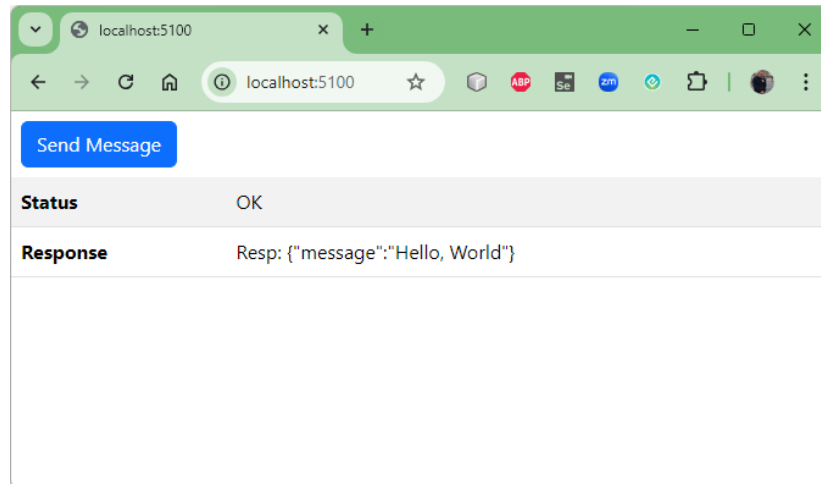 localhost:5100
localhost:5100
ABP
Se
zm
Send Message
Status OK
Response Resp: {"message":"Hello, World"}